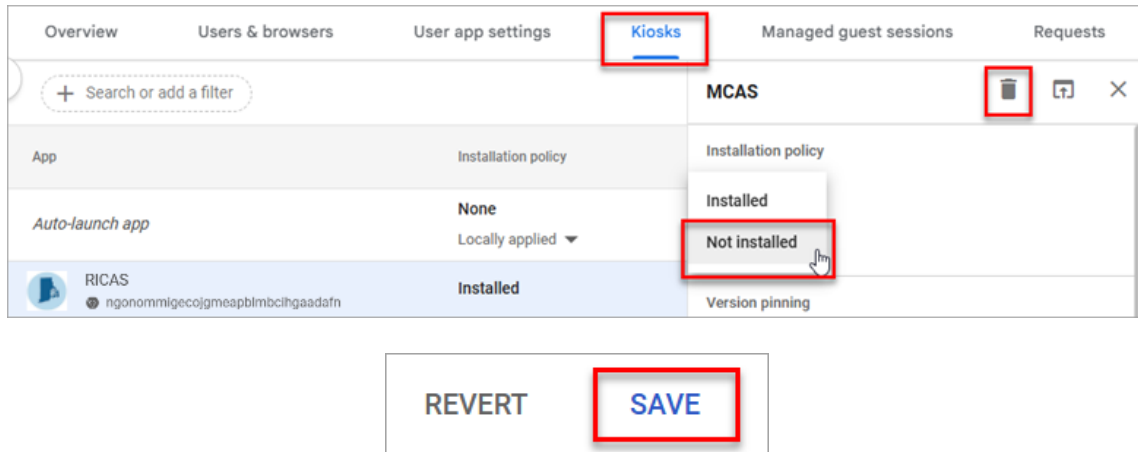 Overview Users & browsers User app settings Kiosks Managed guest sessions Requests
+ Search or add a filter
MCAS
App Installation policy
Installation policy
Auto-launch app
None
Locally applied
Installed
Not installed
RICAS
ngonommigecojgmeapblmbcihgaadafn
Installed
Version pinning
REVERT SAVE